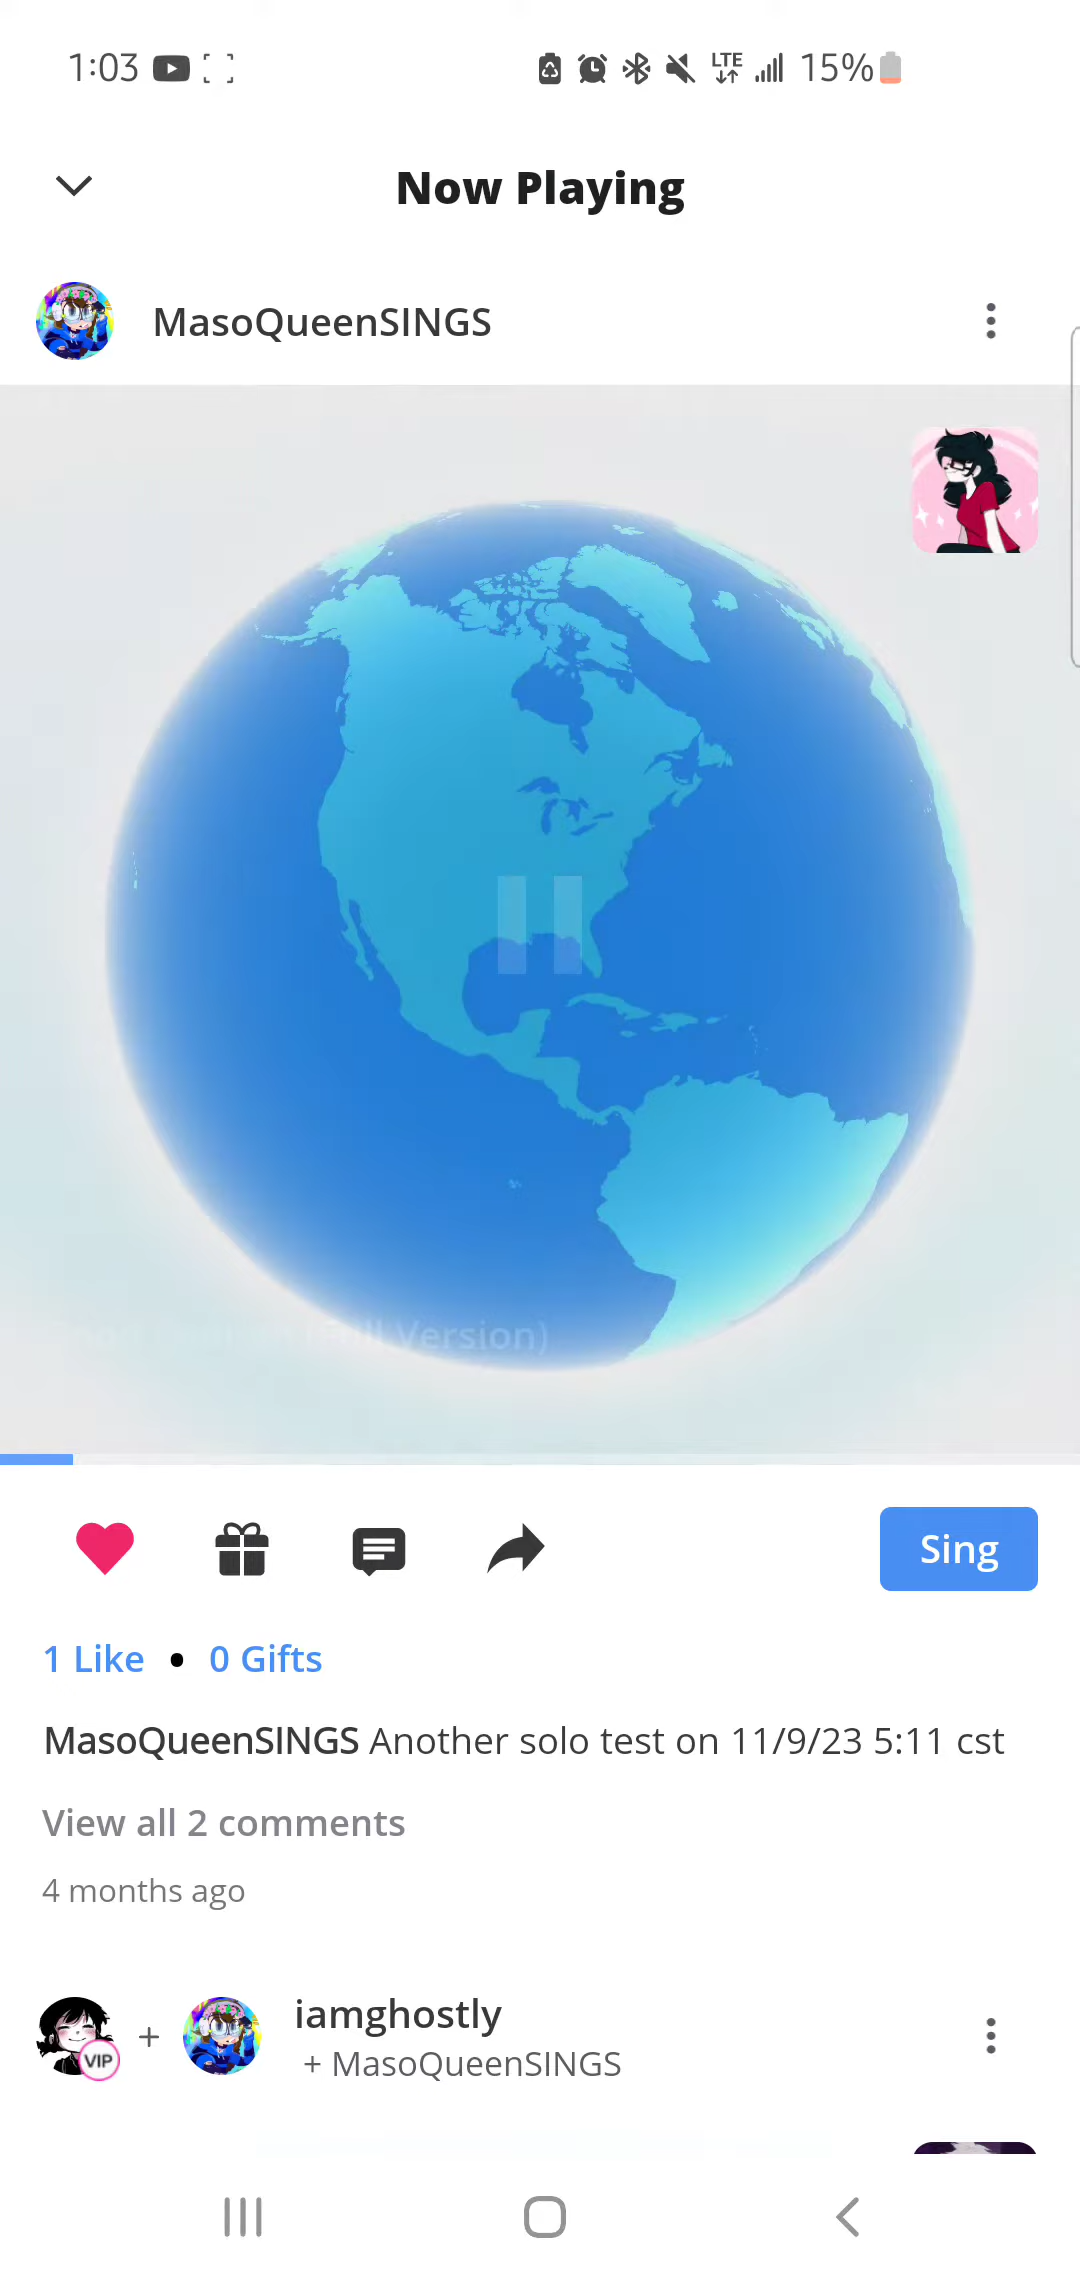 1:03
LTE
15%
Now Playing
MasoQueenSINGS
Version)
Sing
1 Like • 0 Gifts
MasoQueenSINGS Another solo test on 11/9/23 5:11 cst
View all 2 comments
4 months ago
VIP
+
iamghostly
+ MasoQueenSINGS